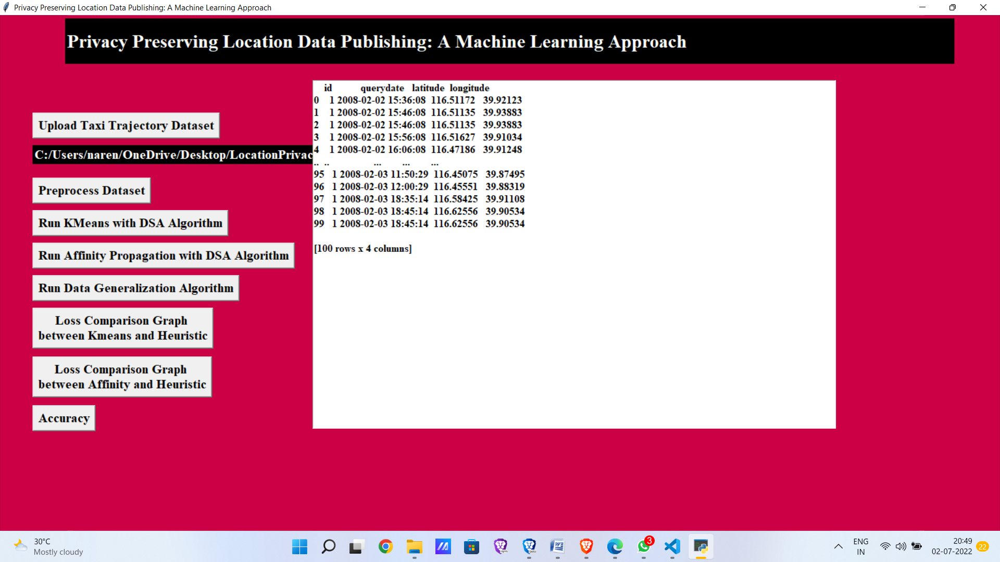 Privacy Preserving Location Data Publishing: A Machine Learning Approach
Privacy Preserving Location Data Publishing: A Machine Learning Approach
Upload Taxi Trajectory Dataset
C:/Users/naren/OneDrive/Desktop/LocationPrivac
Preprocess Dataset
Run KMeans with DSA Algorithm
Run Affinity Propagation with DSA Algorithm
Run Data Generalization Algorithm
Loss Comparison Graph
between Kmeans and Heuristic
Loss Comparison Graph
between Affinity and Heuristic
Accuracy
id querydate latitude longitude
0 1 2008-02-02 15:36:08 116.51172 39.92123
1 1 2008-02-02 15:46:08 116.51135 39.93883
2 1 2008-02-02 15:46:08 116.51135 39.93883
3 1 2008-02-02 15:56:08 116.51627 39.91034
4 1 2008-02-02 16:06:08 116.47186 39.91248
.. .. ... ... ...
95 1 2008-02-03 11:50:29 116.45075 39.87495
96 1 2008-02-03 12:00:29 116.45551 39.88319
97 1 2008-02-03 18:35:14 116.58425 39.91108
98 1 2008-02-03 18:45:14 116.62556 39.90534
99 1 2008-02-03 18:45:14 116.62556 39.90534
[100 rows x 4 columns]
30°C
Mostly cloudy
beta
3
ENG
IN
20:49
02-07-2022
22